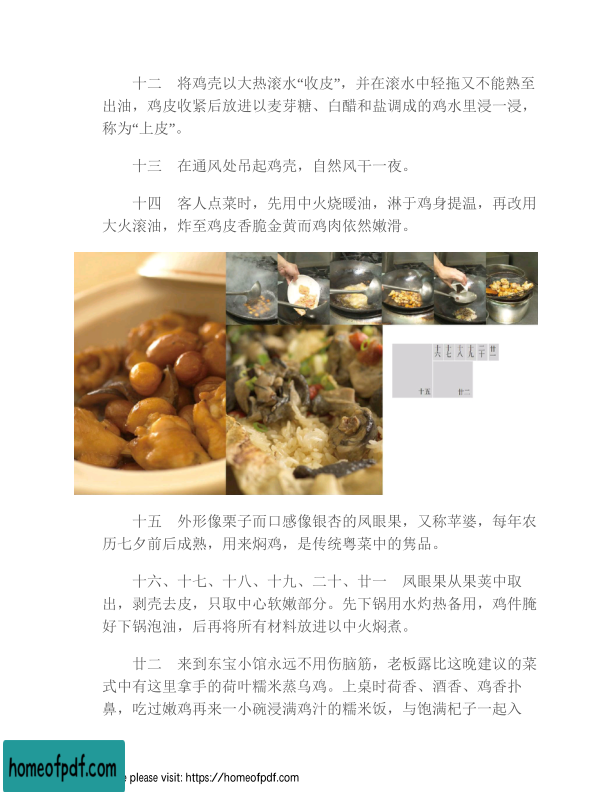 十二　将鸡壳以大热滚水“收皮”，并在滚水中轻拖又不能熟至
出油，鸡皮收紧后放进以麦芽糖、白醋和盐调成的鸡水里浸一浸，
称为“上皮”。
十三　在通风处吊起鸡壳，自然风干一夜。
十四　客人点菜时，先用中火烧暖油，淋于鸡身提温，再改用
大火滚油，炸至鸡皮香脆金黄而鸡肉依然嫩滑。
十六 十七 十八 十九 二十 廿一
十五 廿二
十五　外形像栗子而口感像银杏的凤眼果，又称苹婆，每年农
历七夕前后成熟，用来焖鸡，是传统粤菜中的隽品。
十六、十七、十八、十九、二十、廿一　凤眼果从果荚中取
出，剥壳去皮，只取中心软嫩部分。先下锅用水灼热备用，鸡件腌
好下锅泡油，后再将所有材料放进以中火焖煮。
廿二　来到东宝小馆永远不用伤脑筋，老板露比这晚建议的菜
式中有这里拿手的荷叶糯米蒸乌鸡。上桌时荷香、酒香、鸡香扑
鼻，吃过嫩鸡再来一小碗浸满鸡汁的糯米饭，与饱满杞子一起入
homeofpdf.com
e please visit: https://homeofpdf.com